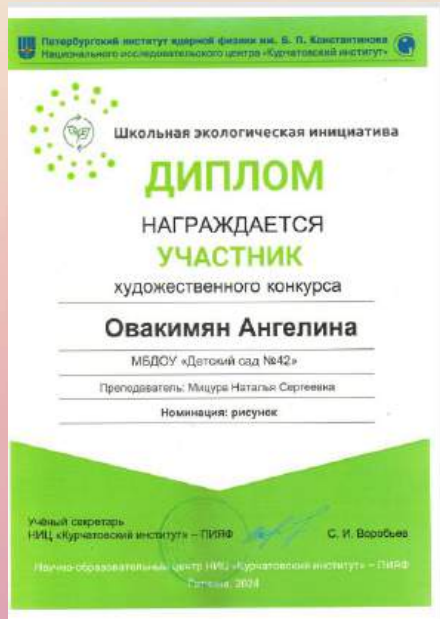 Петербургский институт ядерной физики им. Б. П. Константинова
Национального исследовательского центра «Курчатовский институт»
Школьная экологическая инициатива
ДИПЛОМ
НАГРАЖДАЕТСЯ
УЧАСТНИК
художественного конкурса
Овакимян Ангелина
МБДОУ «Детский сад №42»
Преподаватель: Мицура Наталья Сергеевна
Номинация: рисунок
Учёный секретарь
НИЦ «Курчатовский институт» – ПИЯФ
С. И. Воробьев
Научно-образовательный центр НИЦ «Курчатовский институт» – ПИЯФ
Гатчина, 2024